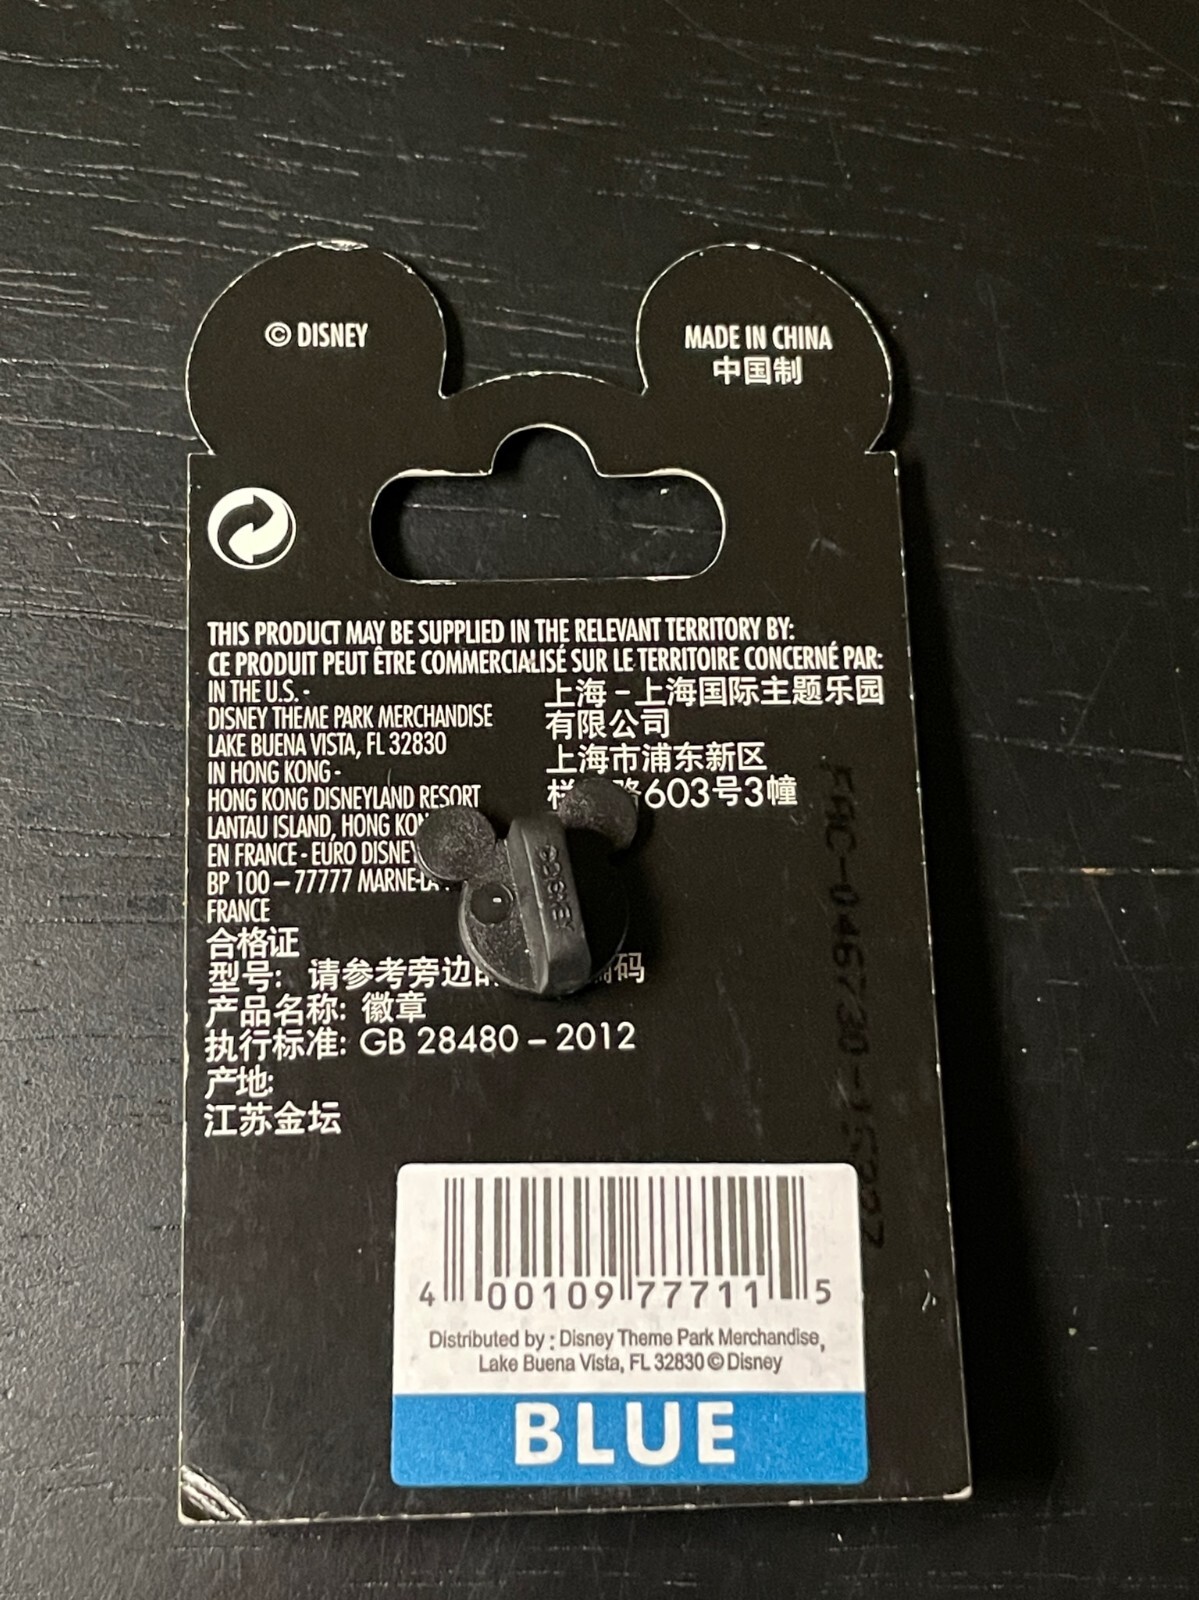 © DISNEY
MADE IN CHINA
中国制
THIS PRODUCT MAY BE SUPPLIED IN THE RELEVANT TERRITORY BY:
CE PRODUIT PEUT ÊTRE COMMERCIALISÉ SUR LE TERRITOIRE CONCERNÉ PAR:
IN THE U.S. -
DISNEY THEME PARK MERCHANDISE
LAKE BUENA VISTA, FL 32830
IN HONG KONG -
HONG KONG DISNEYLAND RESORT
LANTAU ISLAND, HONG
EN FRANCE - EURO DISNEY
BP 100 – 77777
FRANCE
上海 – 上海国际主题乐园
有限公司
上海市浦东新区
路603号3幢
合格证
型号: 请参考旁边 码
产品名称: 徽章
执行标准: GB 28480 – 2012
产地:
江苏金坛
4 00109 77711 5
Distributed by : Disney Theme Park Merchandise,
Lake Buena Vista, FL 32830 © Disney
BLUE